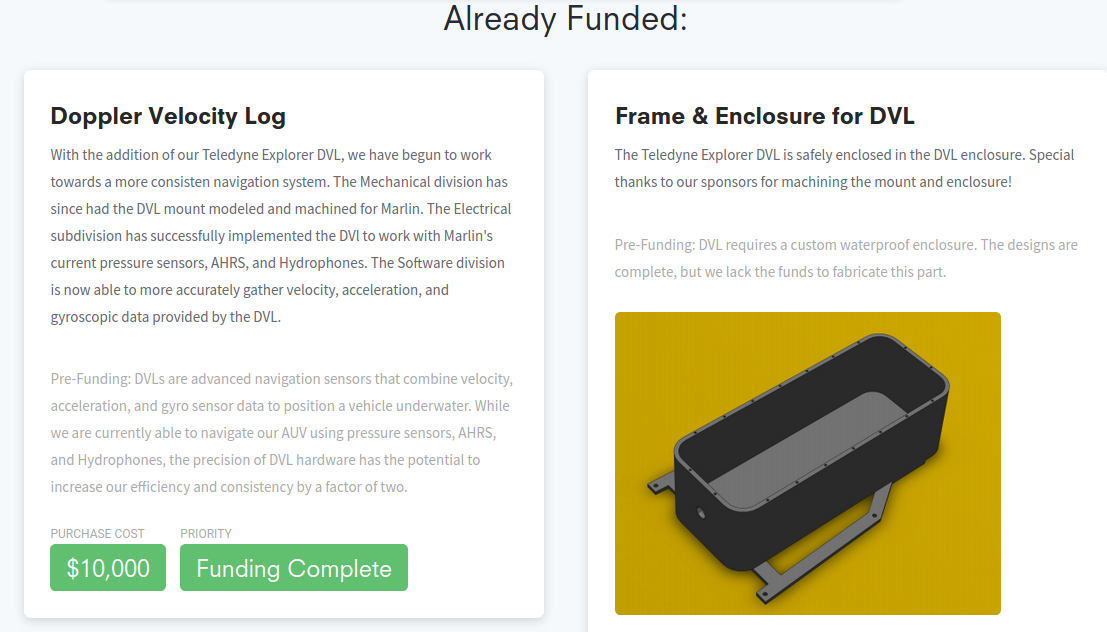 Already Funded:
Doppler Velocity Log
With the addition of our Teledyne Explorer DVL, we have begun to work
towards a more consisten navigation system. The Mechanical division has
since had the DVL mount modeled and machined for Marlin. The Electrical
subdivision has successfully implemented the DVl to work with Marlin's
current pressure sensors, AHRS, and Hydrophones. The Software division
is now able to more accurately gather velocity, acceleration, and
gyroscopic data provided by the DVL.
Pre-Funding: DVLs are advanced navigation sensors that combine velocity,
acceleration, and gyro sensor data to position a vehicle underwater. While
we are currently able to navigate our AUV using pressure sensors, AHRS,
and Hydrophones, the precision of DVL hardware has the potential to
increase our efficiency and consistency by a factor of two.
PURCHASE COST
$10,000
PRIORITY
Funding Complete
Frame & Enclosure for DVL
The Teledyne Explorer DVL is safely enclosed in the DVL enclosure. Special
thanks to our sponsors for machining the mount and enclosure!
Pre-Funding: DVL requires a custom waterproof enclosure. The designs are
complete, but we lack the funds to fabricate this part.